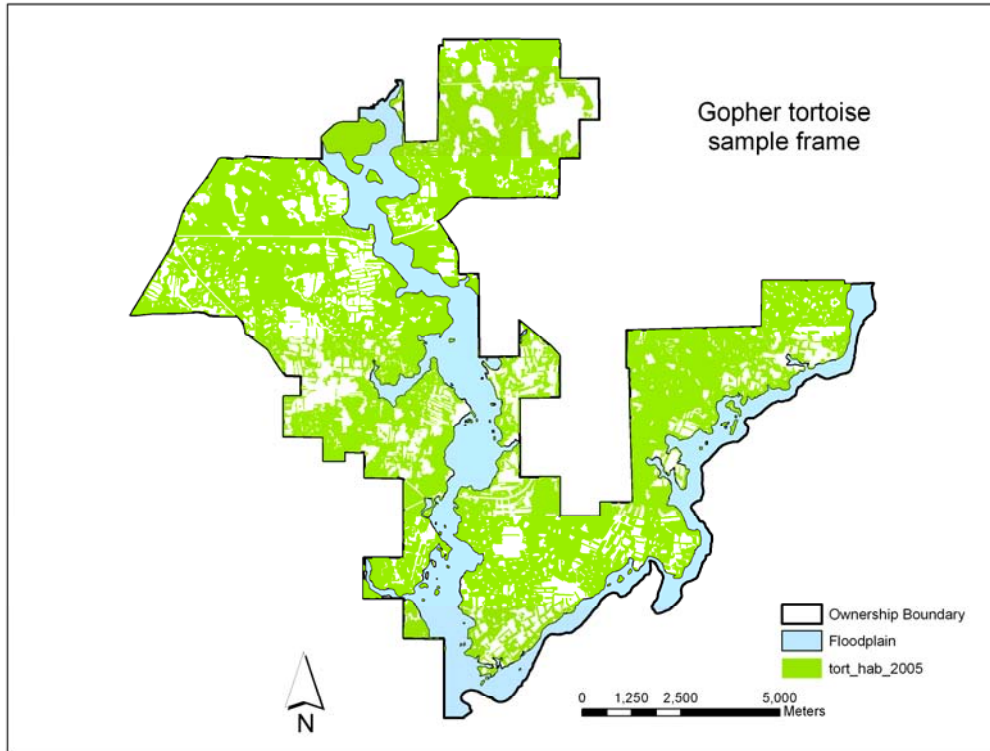 Gopher tortoise
sample frame
Ownership Boundary
Floodplain
tort_hab_2005
N
0 1,250 2,500 5,000
Meters